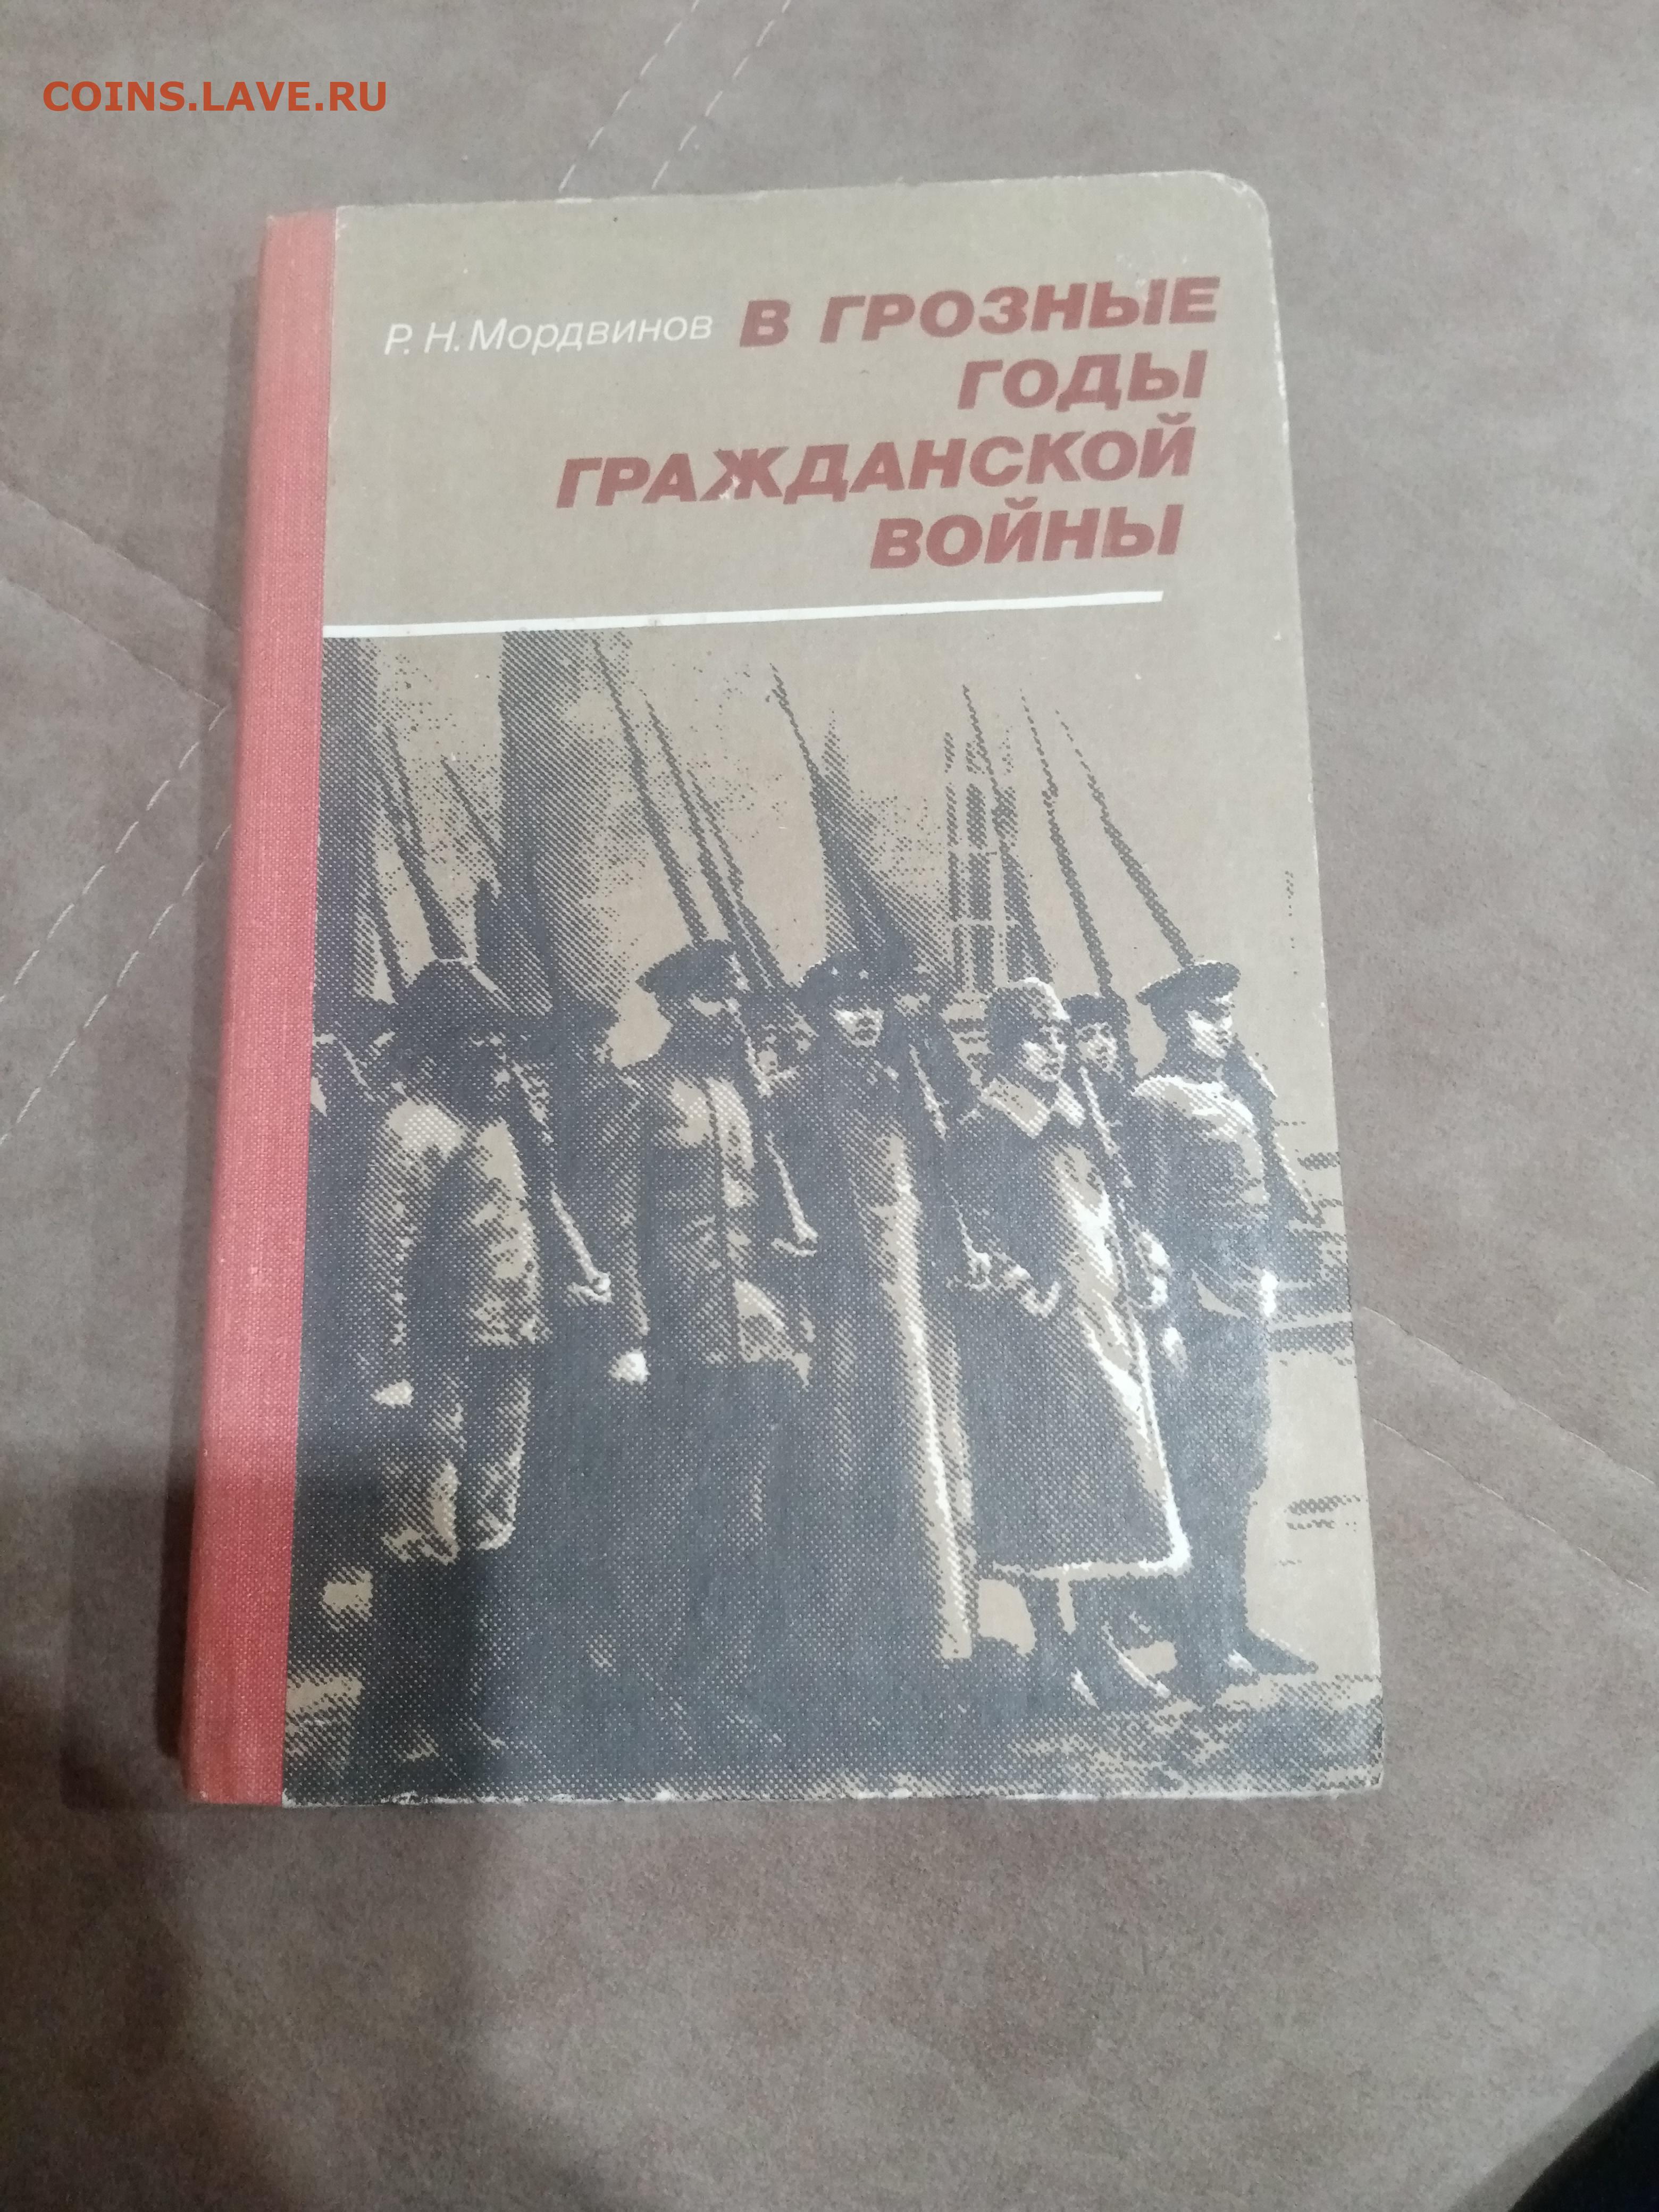 COINS.LAVE.RU
Р. Н. Мордвинов В ГРОЗНЫЕ
ГОДЫ
ГРАЖДАНСКОЙ
ВОЙНЫ